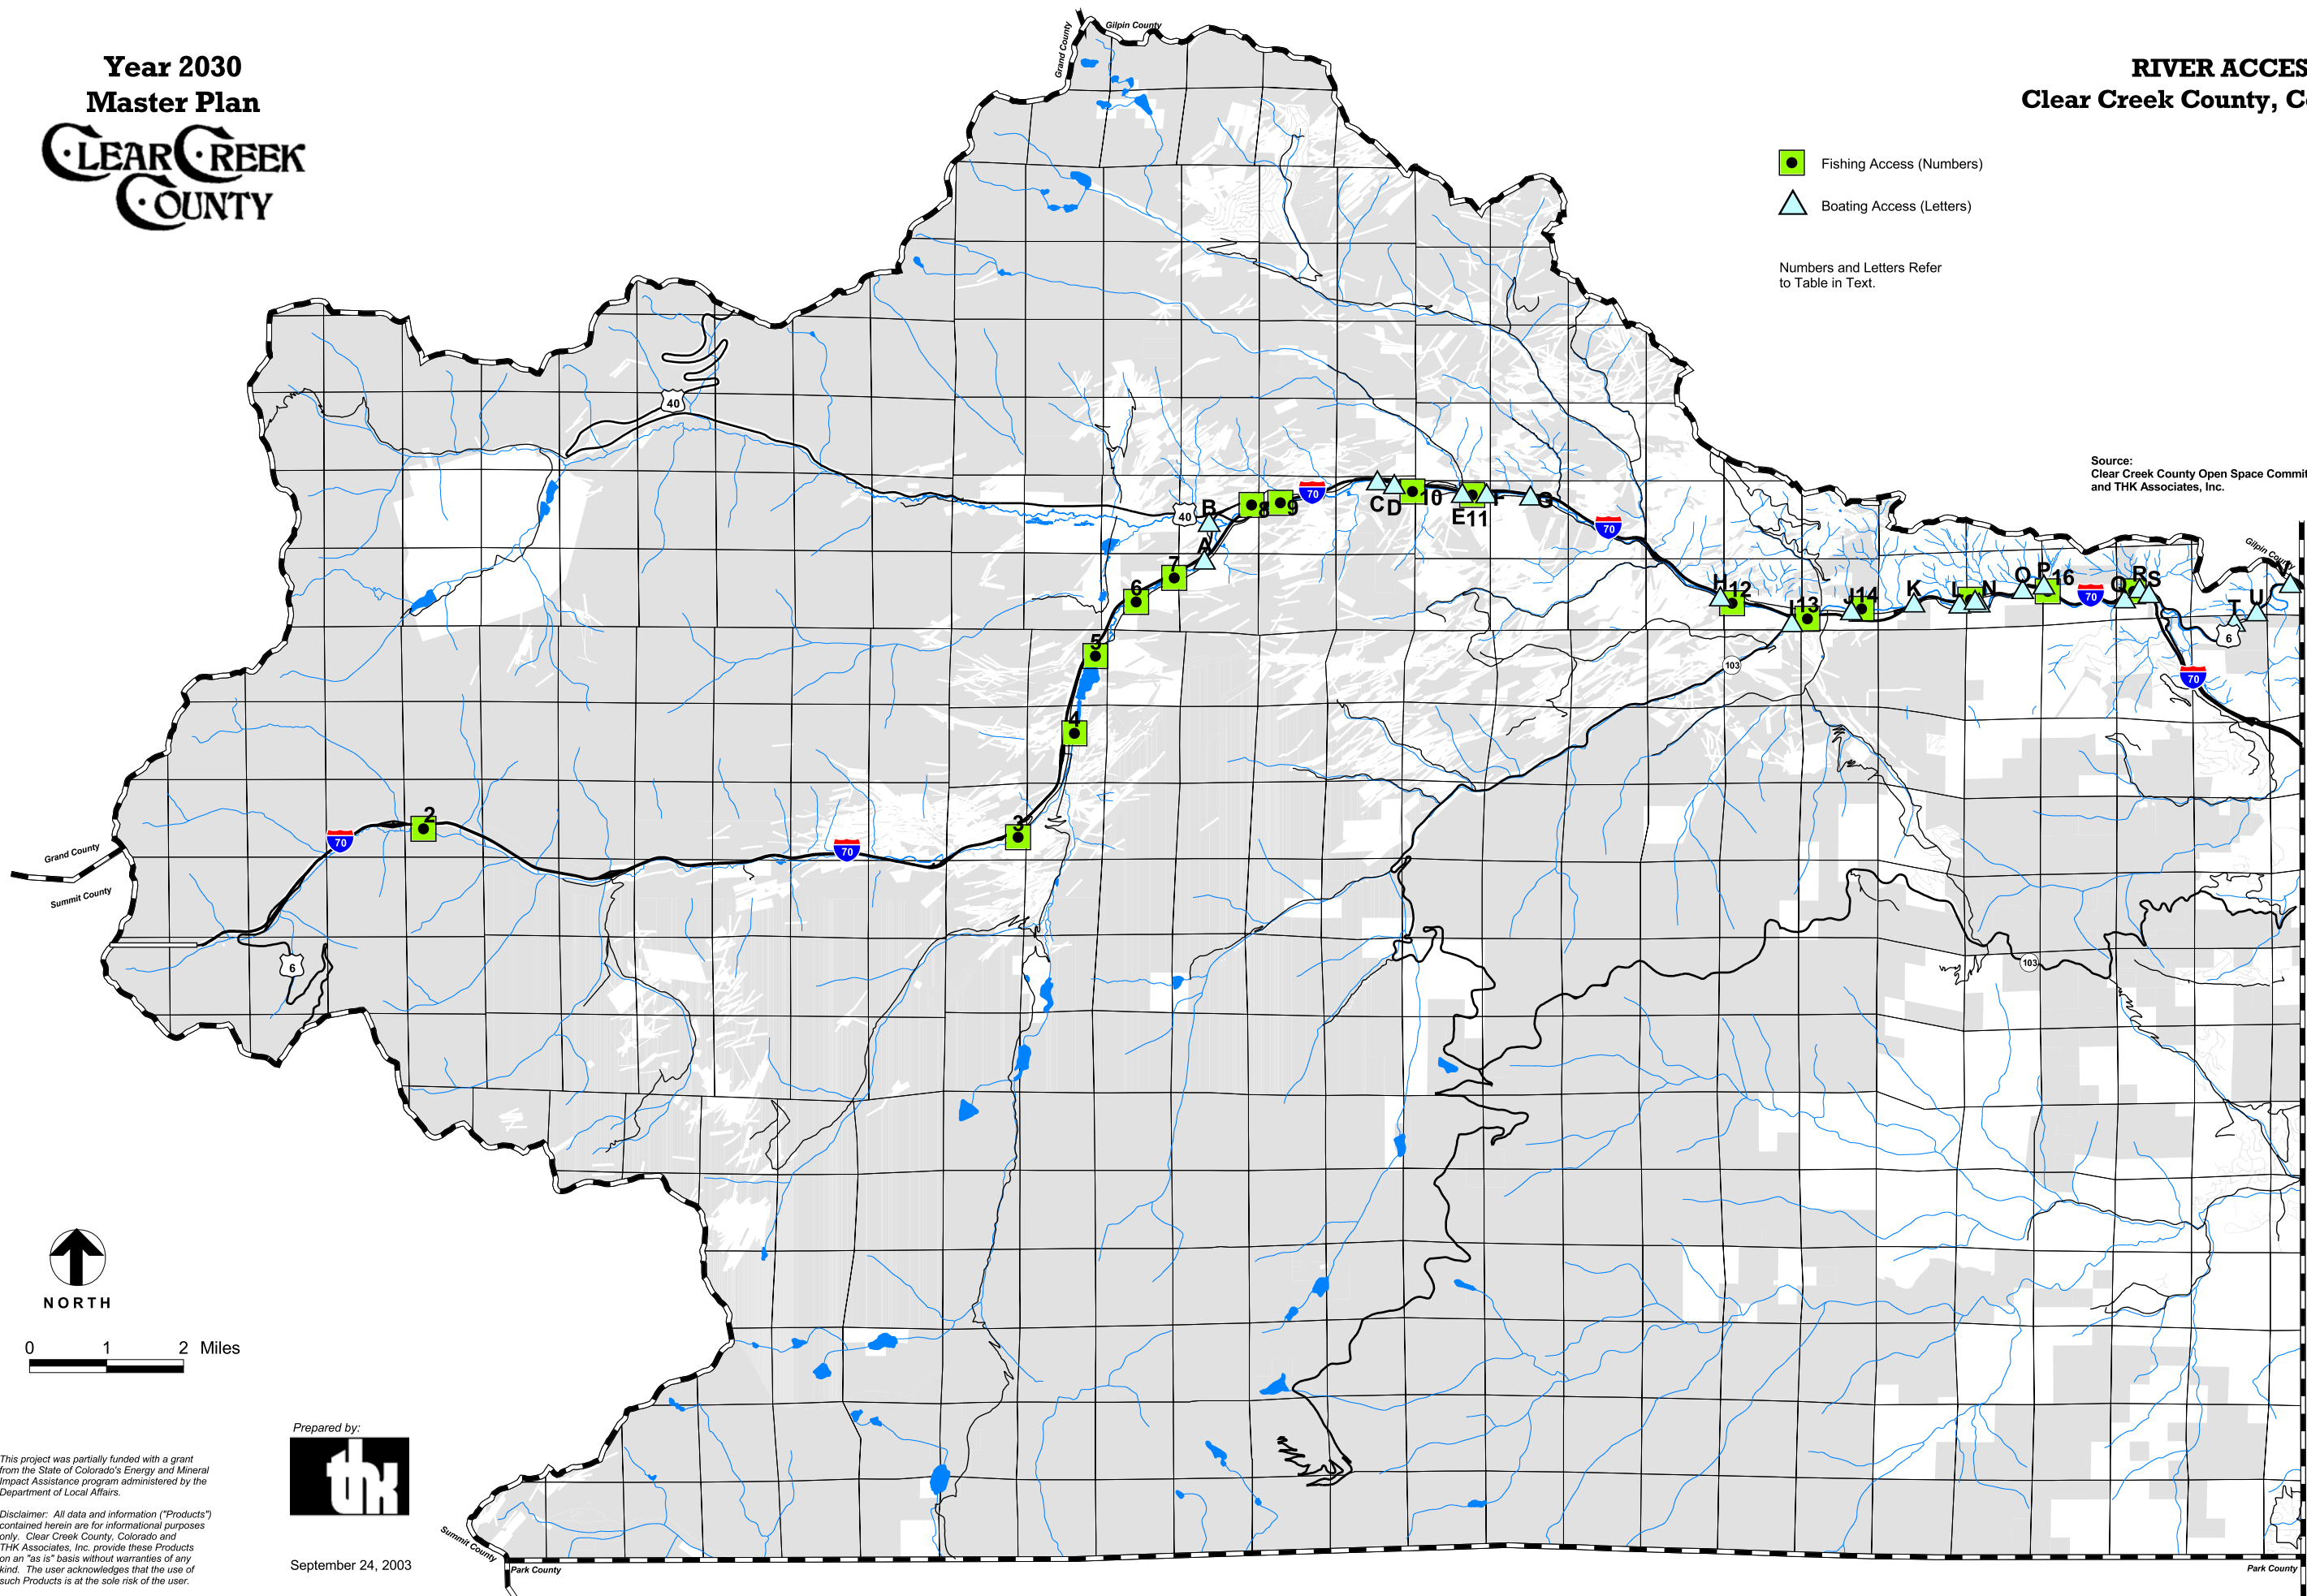 Year 2030
Master Plan
CLEAR CREEK
COUNTY
RIVER ACCES
Clear Creek County, C
Fishing Access (Numbers)
Boating Access (Letters)
Numbers and Letters Refer
to Table in Text.
Source:
Clear Creek County Open Space Commit
and THK Associates, Inc.
Grand County
Gilpin County
40
40
B
A
7
6
5
4
3
2
8
9
70
C
D
10
E
11
F
G
70
H
12
I
13
J
14
K
L
N
O
P
16
70
Q
R
S
T
U
V
Gilpin County
6
70
103
103
70
70
6
Grand County
Summit County
NORTH
0 1 2 Miles
Prepared by:
thk
September 24, 2003
This project was partially funded with a grant
from the State of Colorado's Energy and Mineral
Impact Assistance program administered by the
Department of Local Affairs.
Disclaimer: All data and information ("Products")
contained herein are for informational purposes
only. Clear Creek County, Colorado and
THK Associates, Inc. provide these Products
on an "as is" basis without warranties of any
kind. The user acknowledges that the use of
such Products is at the sole risk of the user.
Summit County
Park County
Park County